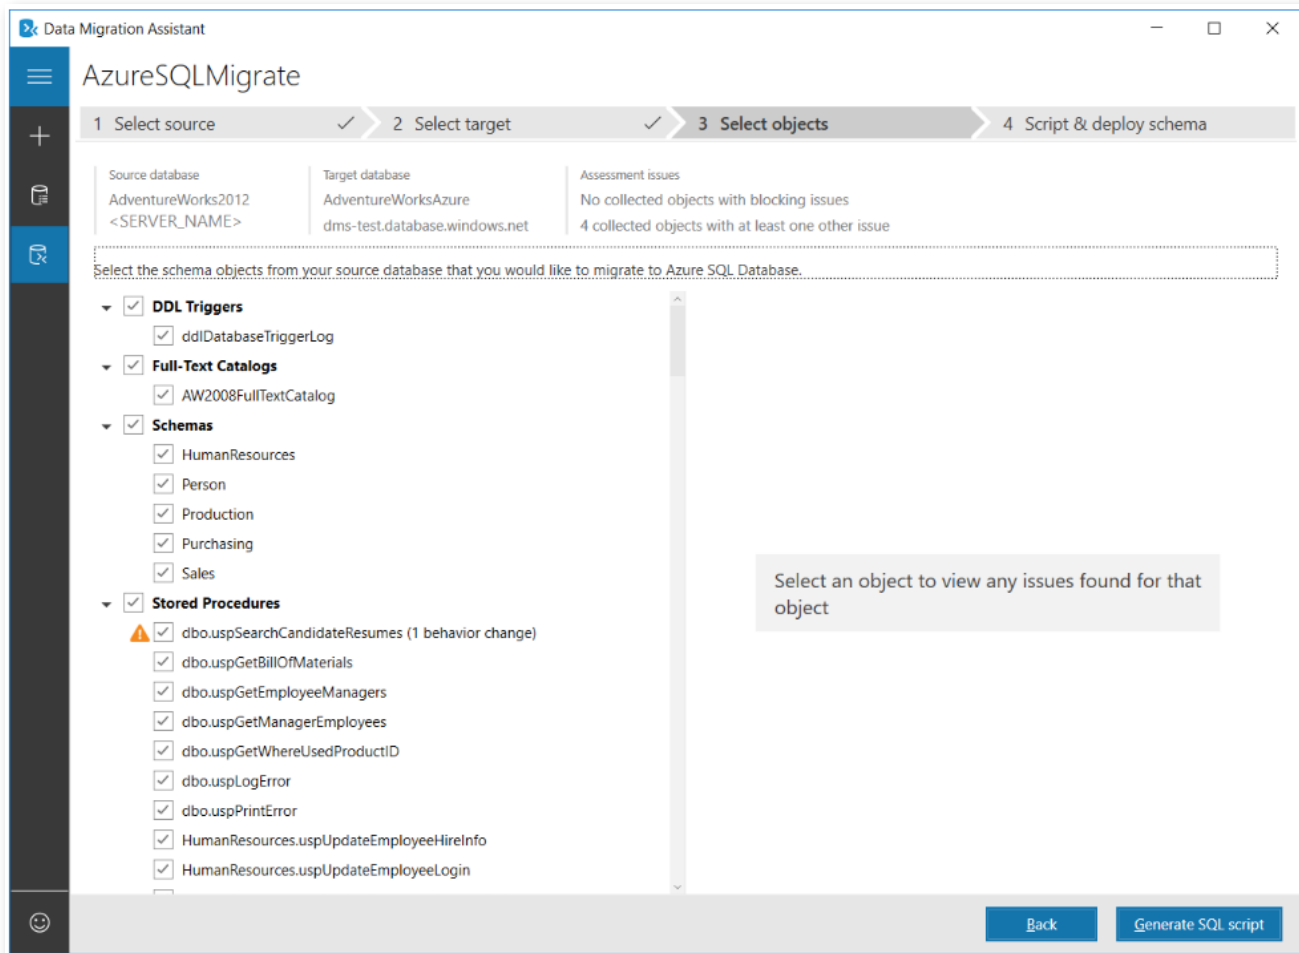 Data Migration Assistant
AzureSQLMigrate
1 Select source
2 Select target
3 Select objects
4 Script & deploy schema
Source database
AdventureWorks2012
<SERVER_NAME>
Target database
AdventureWorksAzure
dms-test.database.windows.net
Assessment issues
No collected objects with blocking issues
4 collected objects with at least one other issue
Select the schema objects from your source database that you would like to migrate to Azure SQL Database.
DDL Triggers
ddlDatabaseTriggerLog
Full-Text Catalogs
AW2008FullTextCatalog
Schemas
HumanResources
Person
Production
Purchasing
Sales
Stored Procedures
dbo.uspSearchCandidateResumes (1 behavior change)
dbo.uspGetBillOfMaterials
dbo.uspGetEmployeeManagers
dbo.uspGetManagerEmployees
dbo.uspGetWhereUsedProductID
dbo.uspLogError
dbo.uspPrintError
HumanResources.uspUpdateEmployeeHireInfo
HumanResources.uspUpdateEmployeeLogin
Select an object to view any issues found for that
object
Back
Generate SQL script